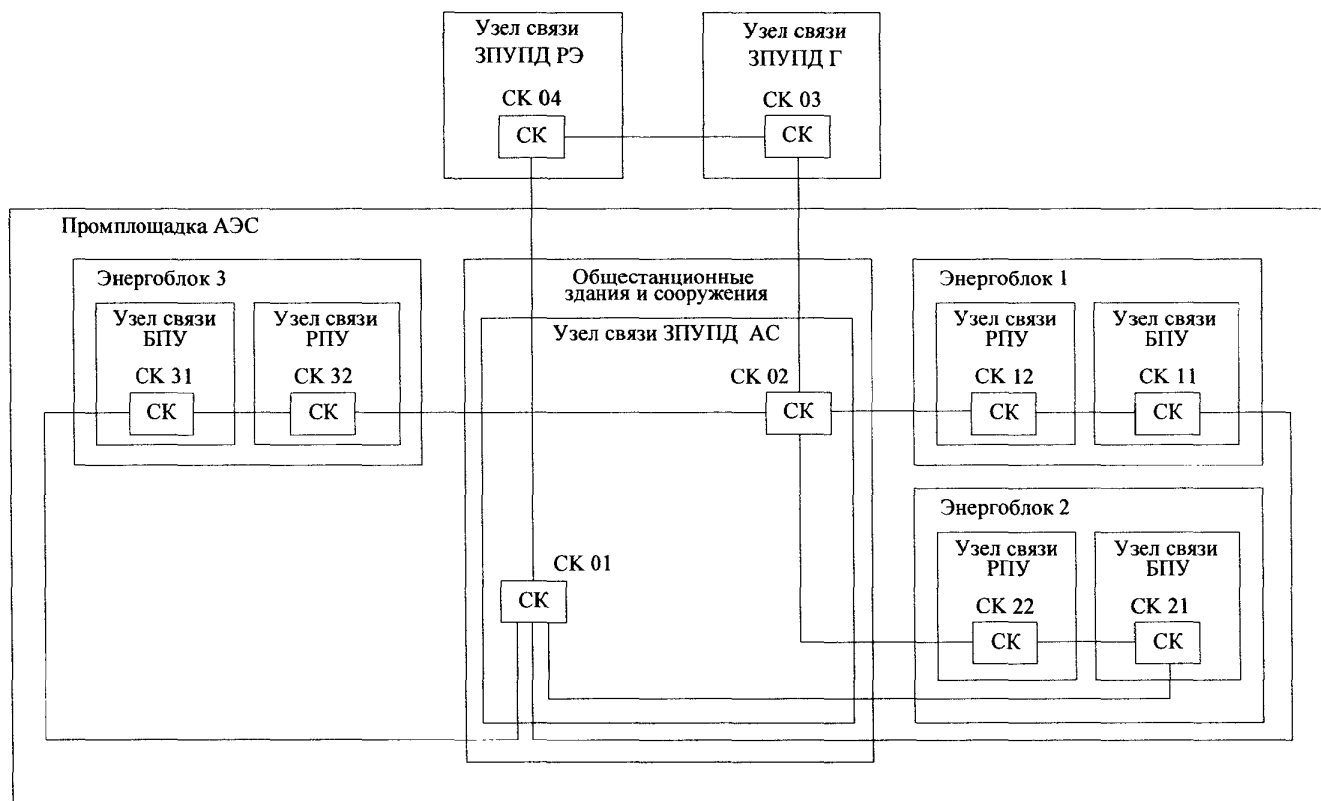 Узел связи
ЗПУПД РЭ
СК 04
СК
Узел связи
ЗПУПД Г
СК 03
СК
Промплощадка АЭС
Энергоблок 3
Узел связи
БПУ
СК 31
СК
Узел связи
РПУ
СК 32
СК
Общестанционные
здания и сооружения
Узел связи ЗПУПД АС
СК 02
СК
СК 01
СК
Энергоблок 1
Узел связи
РПУ
СК 12
СК
Узел связи
БПУ
СК 11
СК
Энергоблок 2
Узел связи
РПУ
СК 22
СК
Узел связи
БПУ
СК 21
СК